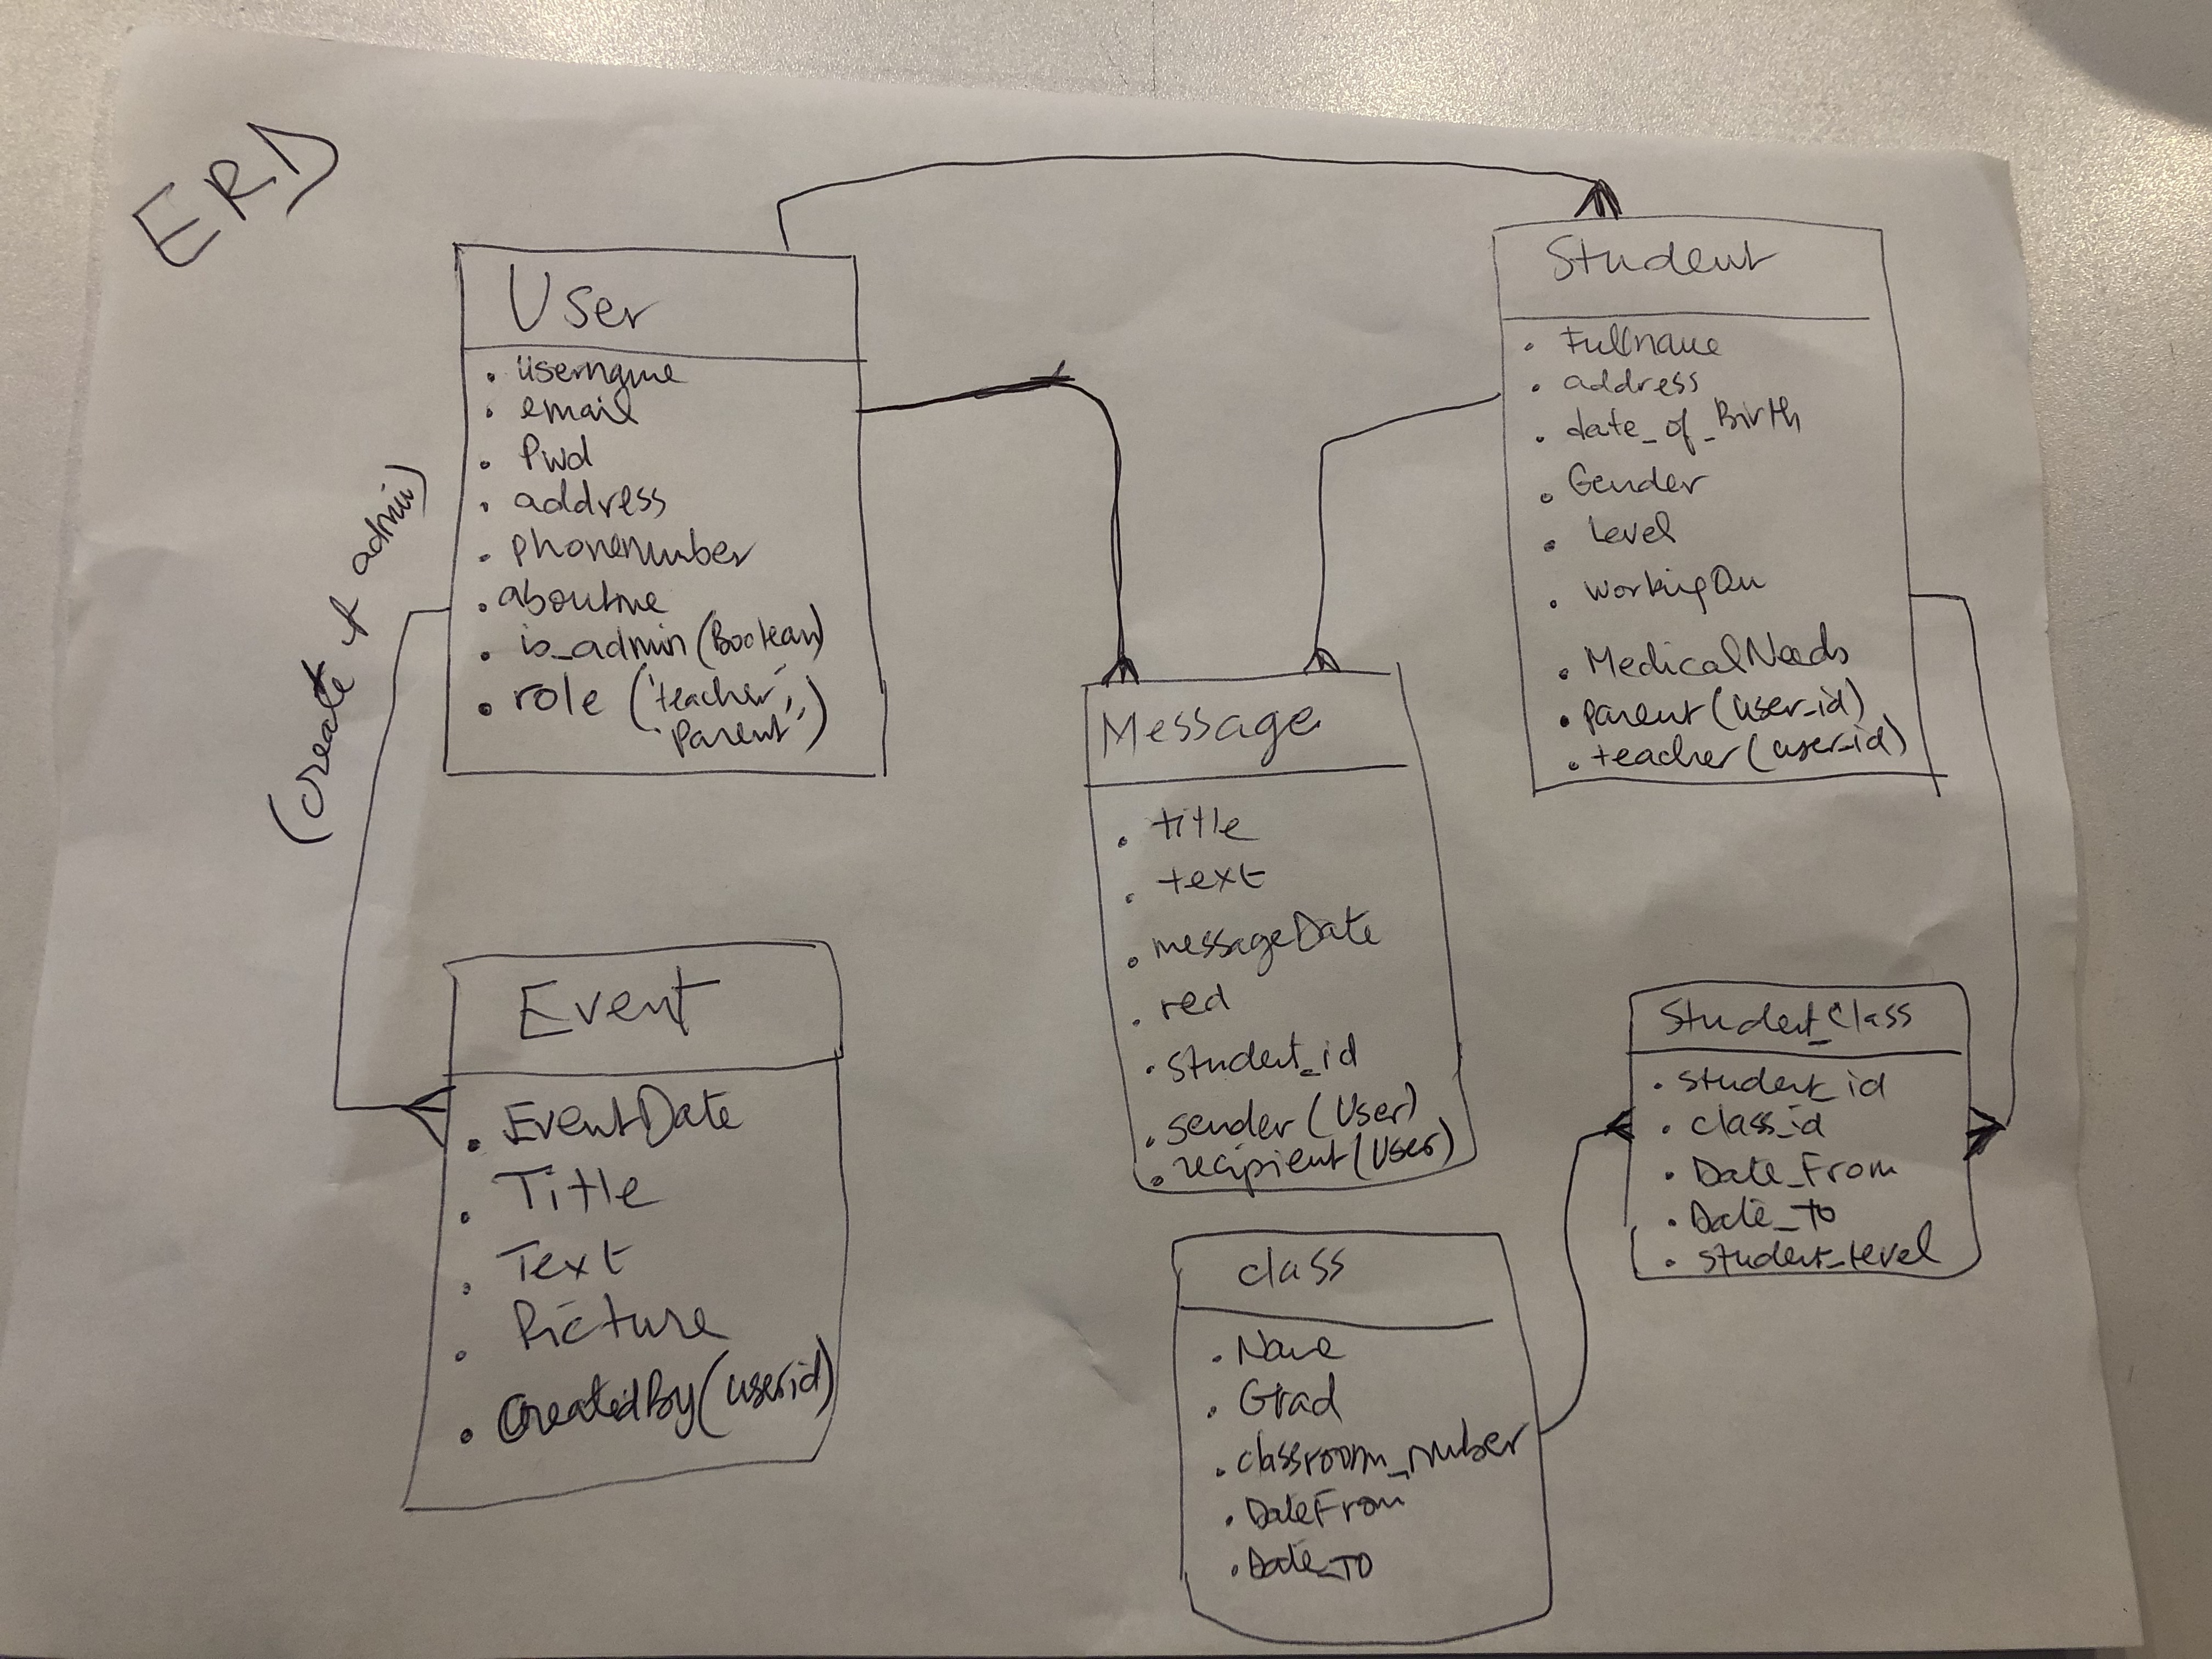 ERD
User
. username
. email
. Pwd
. address
. phonenumber
. aboutme
. is_admin (Boolean)
. role ('teacher',
'Parent')
(create & admin)
Student
. Fullname
. address
. date_of_Birth
. Gender
. Level
. workingOn
. MedicalNeeds
. parent (user_id)
. teacher (user_id)
Message
. title
. text
. messageDate
. red
. student_id
. sender (User)
. recipient (User)
Event
. EventDate
. Title
. Text
. Picture
. CreatedBy (userid)
Student_Class
. student_id
. class_id
. Date_From
. Date_To
. student_level
class
. Name
. Grad
. classroom_number
. DateFrom
. Date_TO